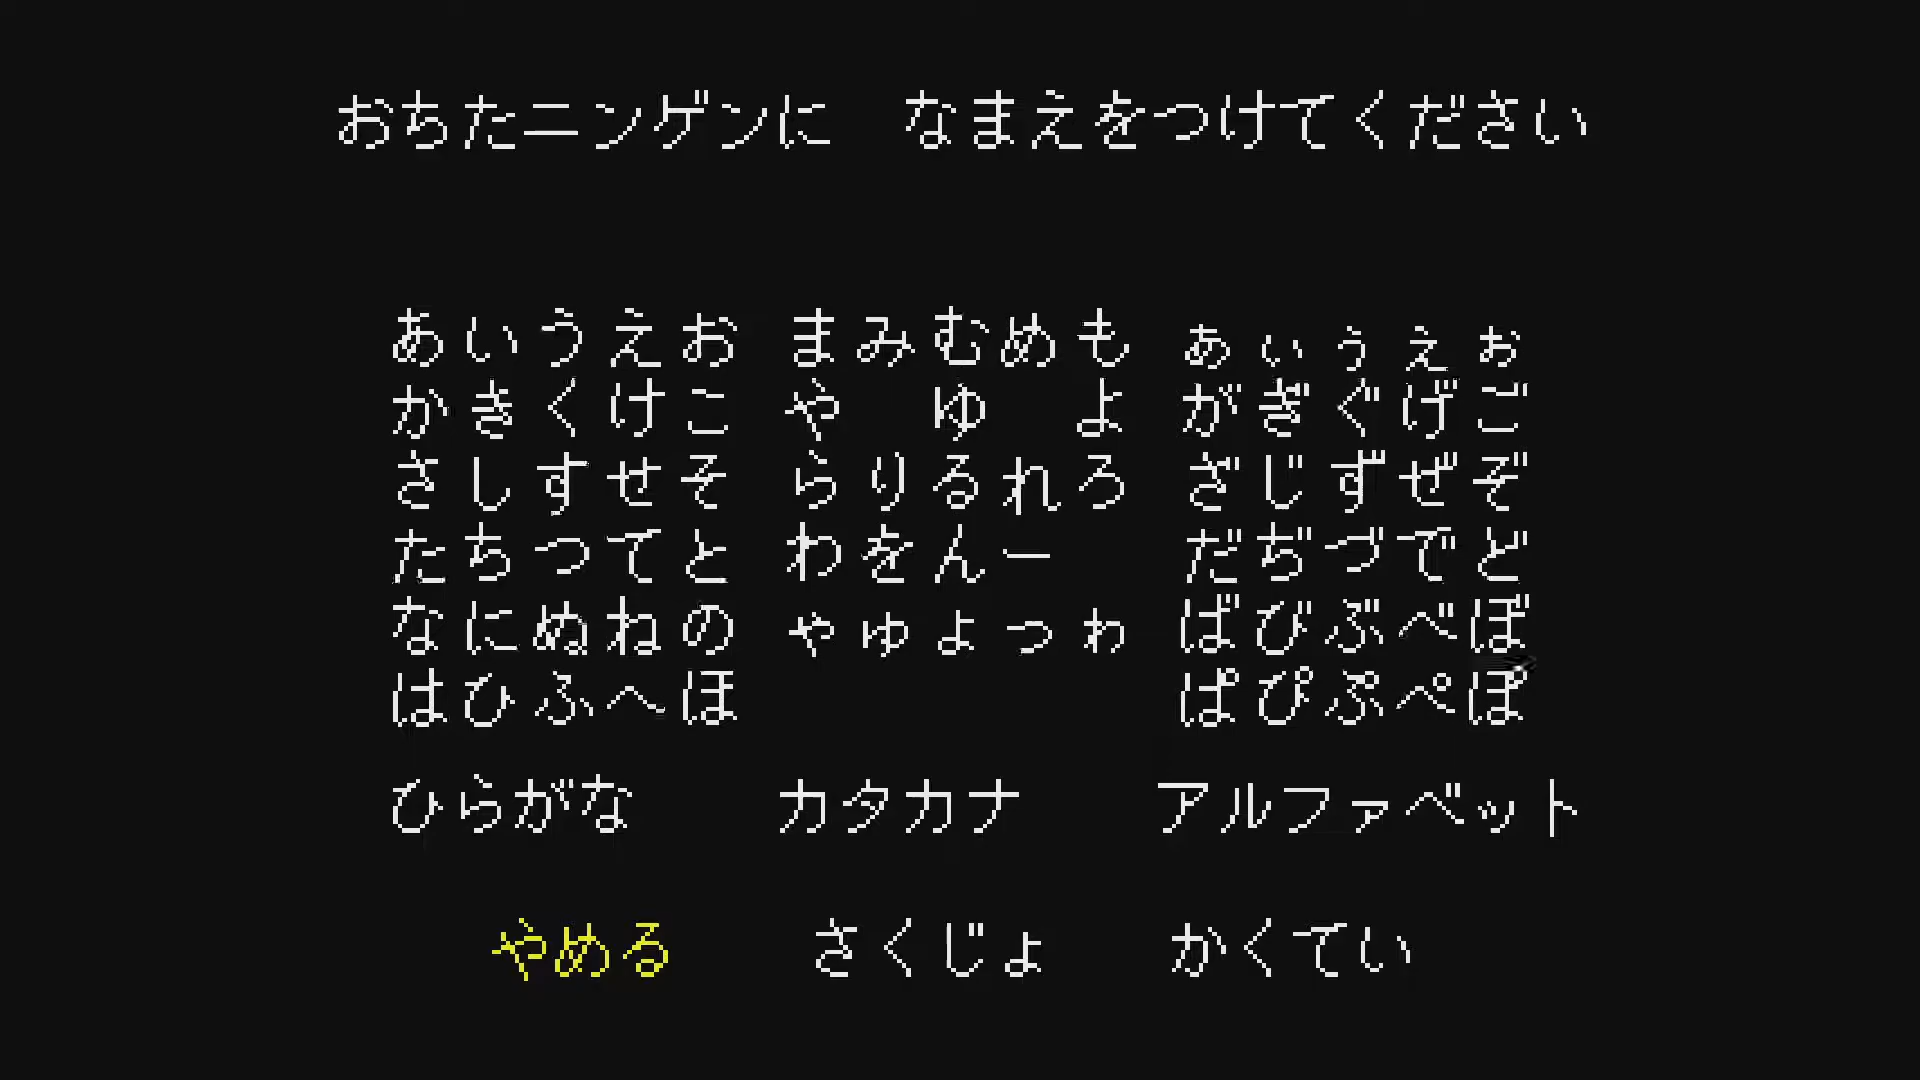 おちたニンゲンに　なまえをつけてください
あいうえお まみむめも ぁぃぅぇぉ
かきくけこ や ゆ よ がぎぐげご
さしすせそ らりるれろ ざじずぜぞ
たちつてと わをんー だぢづでど
なにぬねの ゃゅょっゎ ばびぶべぼ
はひふへほ ぱぴぷぺぽ
ひらがな カタカナ アルファベット
やめる さくじょ かくてい